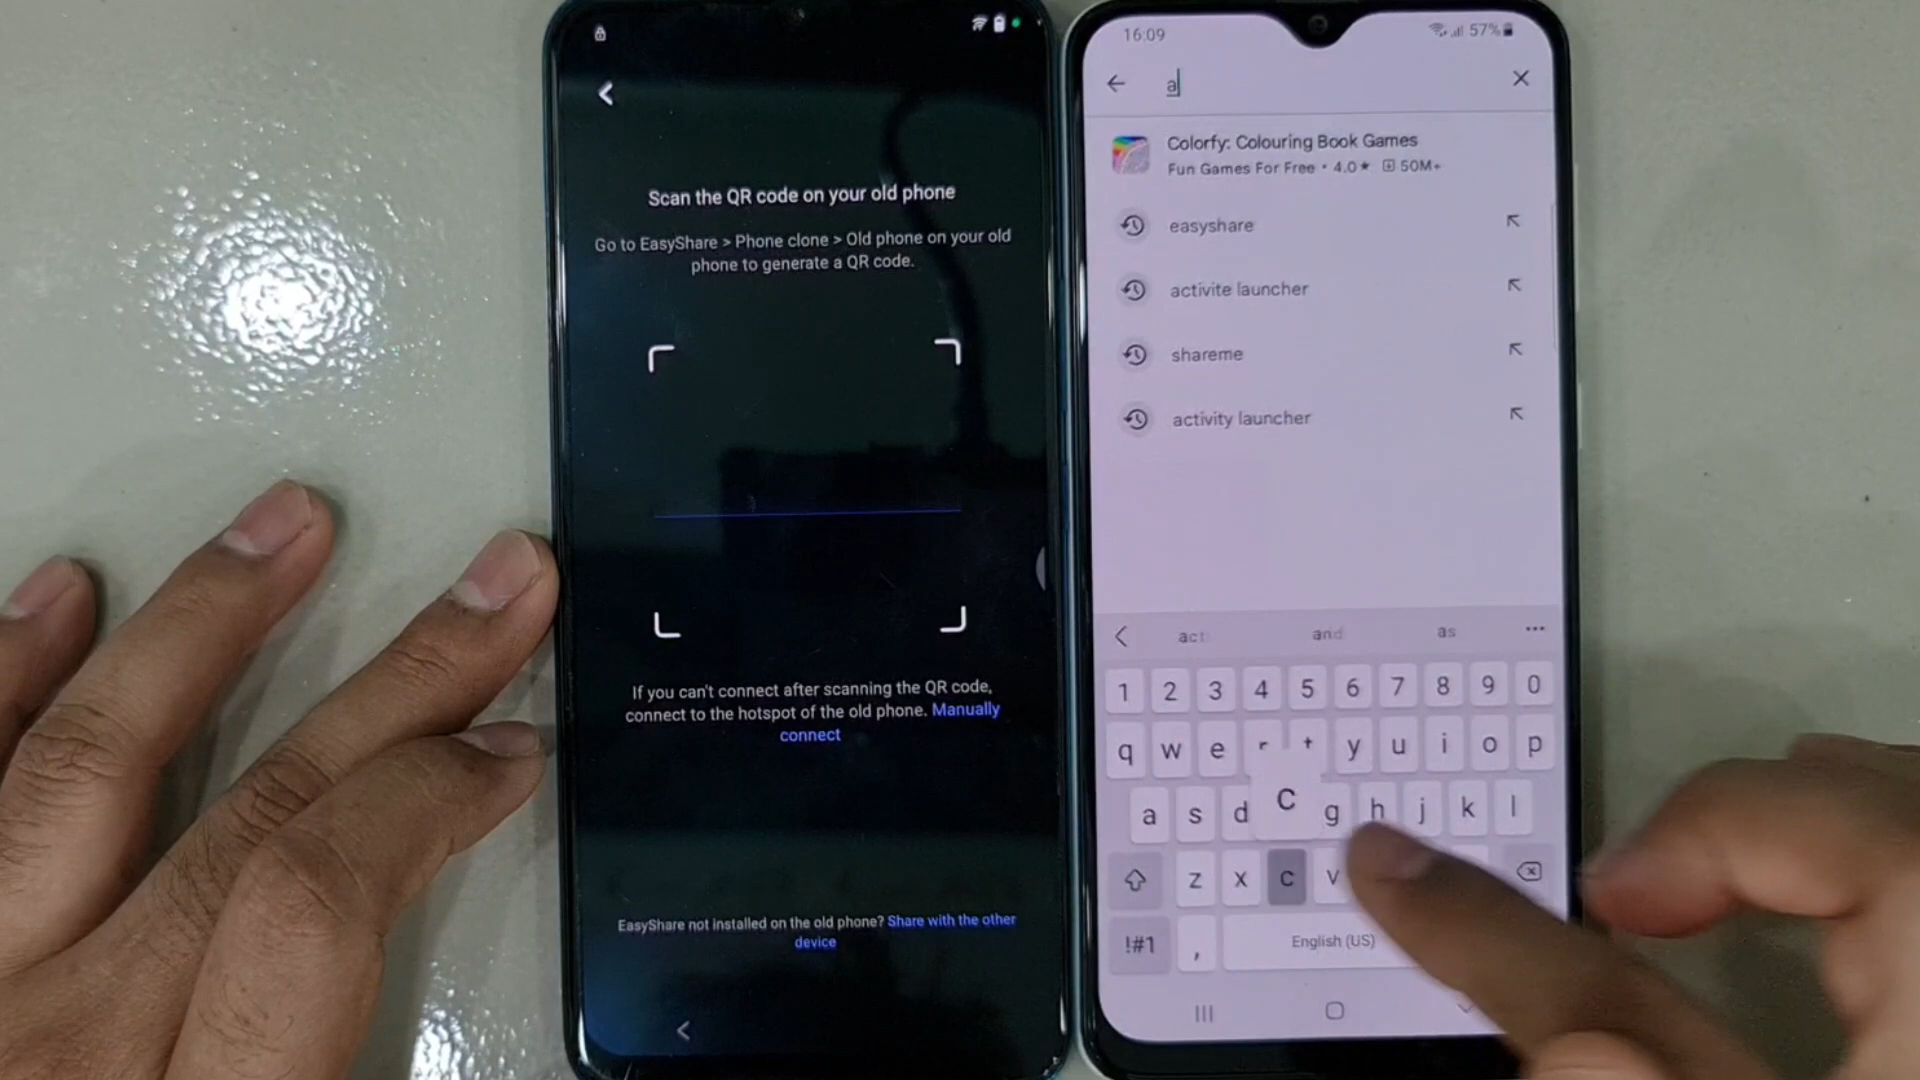 Scan the QR code on your old phone
Go to EasyShare > Phone clone > Old phone on your old
phone to generate a QR code.
If you can't connect after scanning the QR code,
connect to the hotspot of the old phone. Manually
connect
EasyShare not installed on the old phone? Share with the other
device
16:09
57%
a
Colorfy: Colouring Book Games
Fun Games For Free • 4.0★ 50M+
easyshare
activite launcher
shareme
activity launcher
act and as
1 2 3 4 5 6 7 8 9 0
q w e r t y u i o p
a s d c g h j k l
z x c v
!#1 , English (US)